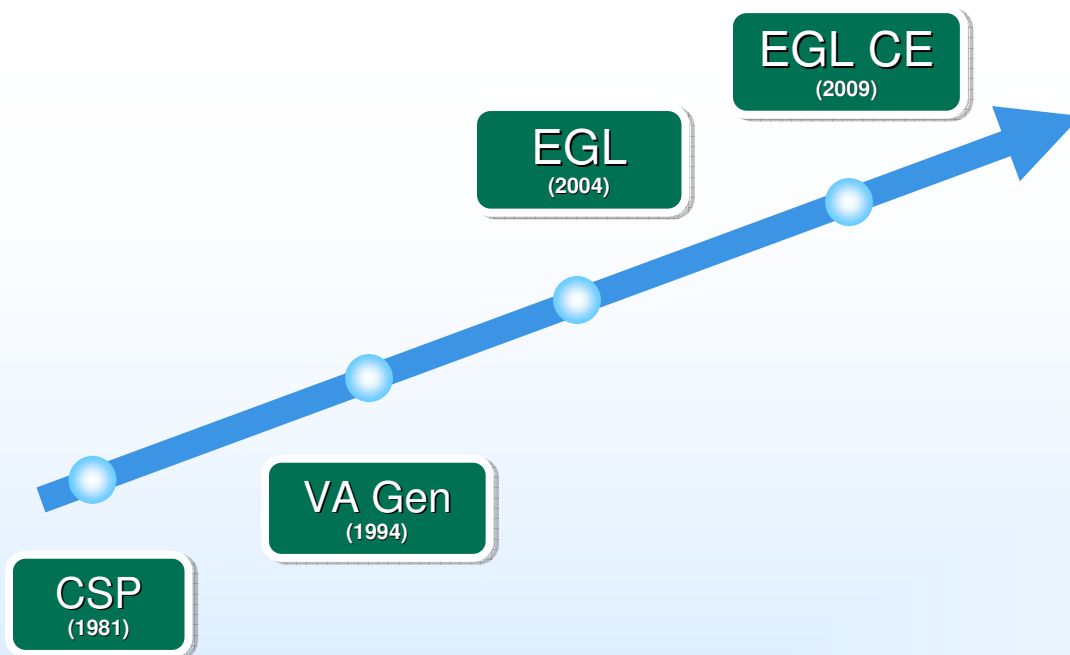 EGL CE
(2009)
EGL
(2004)
VA Gen
(1994)
CSP
(1981)